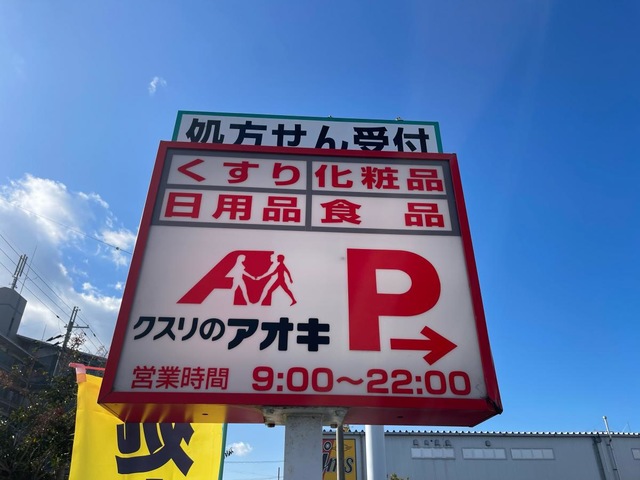 処方せん受付
くすり 化粧品
日用品 食品
P
クスリのアオキ
営業時間 9:00〜22:00